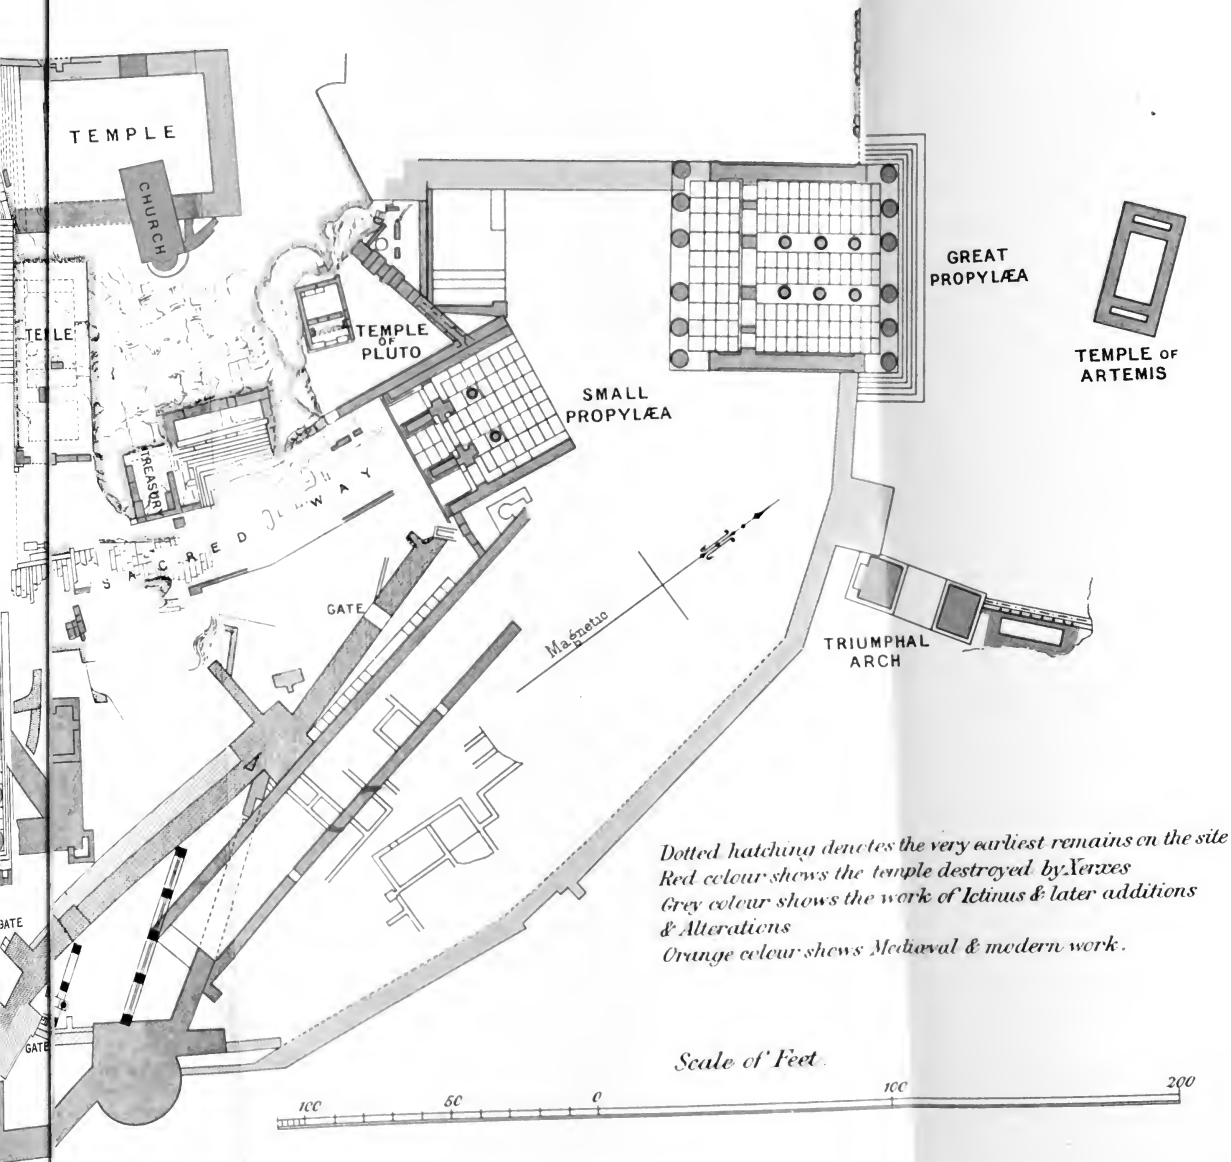 TEMPLE
CHURCH
TEMPLE
TEMPLE
OF
PLUTO
TREASURY
SACRED WAY
SMALL
PROPYLÆA
GREAT
PROPYLÆA
TEMPLE OF
ARTEMIS
GATE
Magnetic
TRIUMPHAL
ARCH
GATE
GATE
Dotted hatching denotes the very earliest remains on the site
Red colour shows the temple destroyed by Xerxes
Grey colour shows the work of Ictinus & later additions
& Alterations
Orange colour shows Mediæval & modern work.
Scale of Feet.
100 50 0 100 200